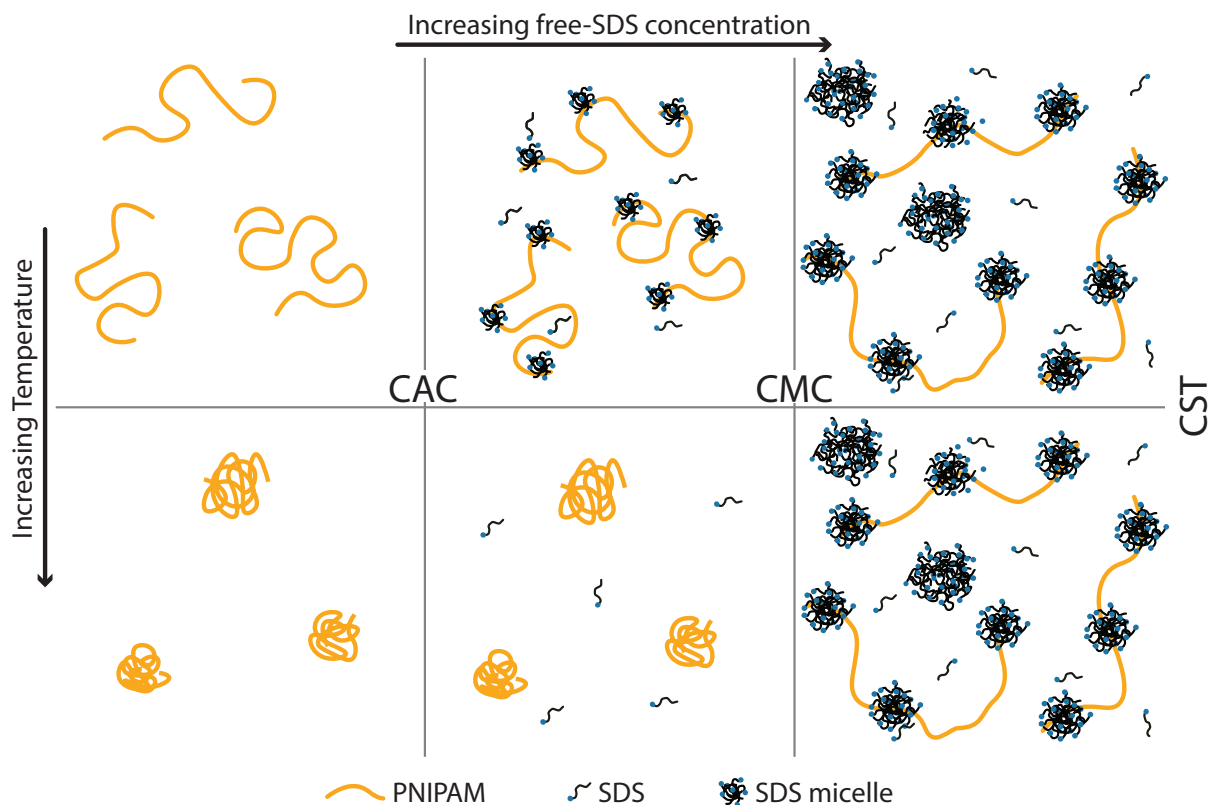 Increasing free-SDS concentration
Increasing Temperature
CAC
CMC
CST
PNIPAM
SDS
SDS micelle